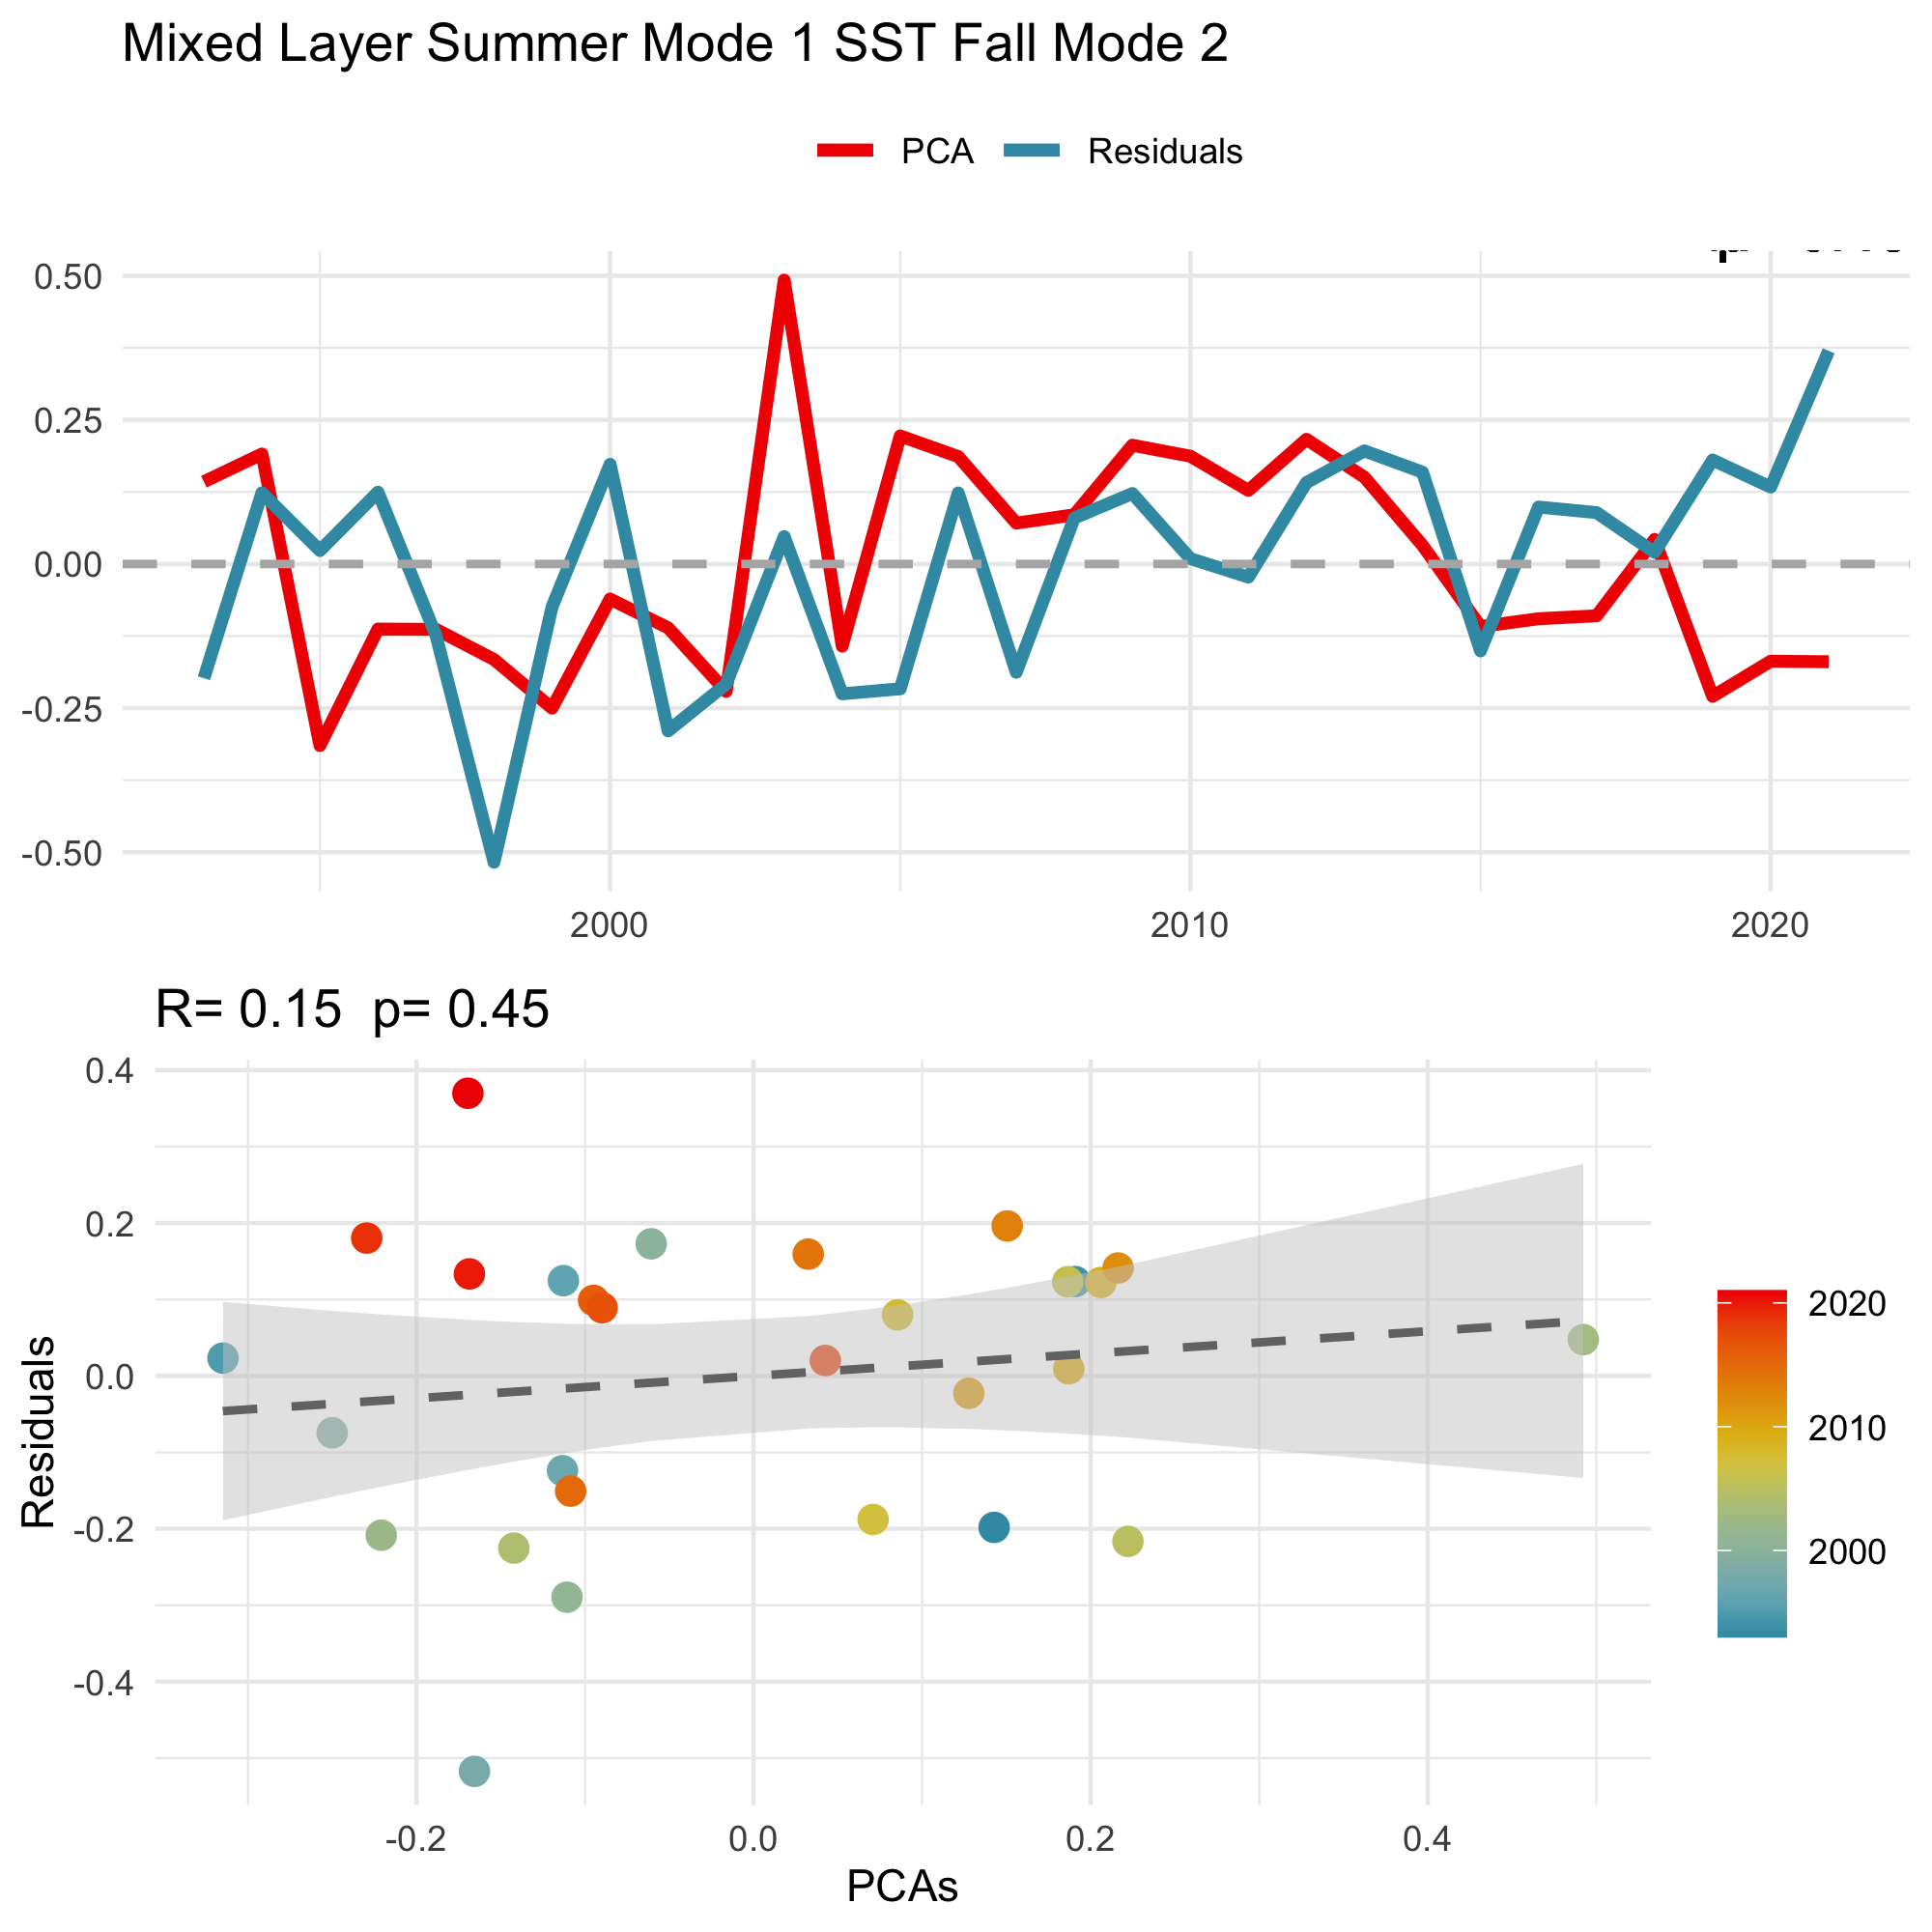 Mixed Layer Summer Mode 1 SST Fall Mode 2
PCA Residuals
0.50
0.25
0.00
-0.25
-0.50
2000 2010 2020
R= 0.15 p= 0.45
0.4
0.2
0.0
-0.2
-0.4
Residuals
-0.2 0.0 0.2 0.4
PCAs
2020
2010
2000